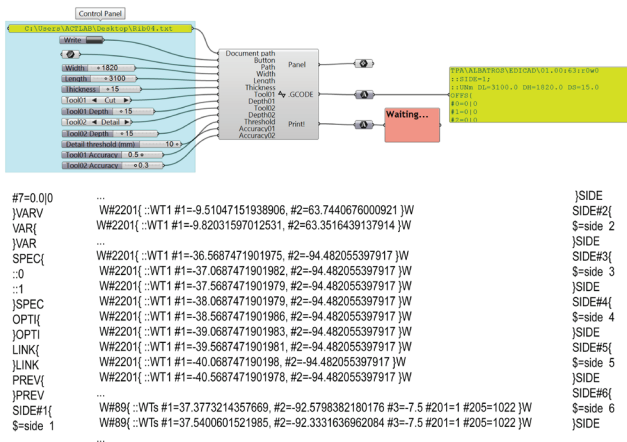 Control Panel
C:\Users\ACTLAB\Desktop\Rib04.txt
Write
Width 1820
Length 3100
Thickness 15
Tool01 Cut
Tool01 Depth 15
Tool02 Detail
Tool02 Depth 15
Detail threshold (mm) 10
Tool01 Accuracy 0.5
Tool02 Accuracy 0.3
Document path
Button
Path
Width
Length
Thickness
Tool01
Depth01
Tool02
Depth02
Threshold
Accuracy01
Accuracy02
Panel
.GCODE
Print!
Waiting...
TPA\ALBATROS\EDICAD\01.00:63:r0w0
::SIDE=1;
::UNm DL=3100.0 DH=1820.0 DS=15.0
OFFS{
#0=0|0
#1=0|0
#2=0|0
#7=0.0|0
}VARV
VAR{
}VAR
SPEC{
::0
::1
}SPEC
OPTI{
}OPTI
LINK{
}LINK
PREV{
}PREV
SIDE#1{
$=side 1
...
W#2201{ ::WT1 #1=-9.51047151938906, #2=63.7440676000921 }W
W#2201{ ::WT1 #1=-9.82031597012531, #2=63.3516439137914 }W
...
W#2201{ ::WT1 #1=-36.5687471901975, #2=-94.482055397917 }W
W#2201{ ::WT1 #1=-37.0687471901982, #2=-94.482055397917 }W
W#2201{ ::WT1 #1=-37.5687471901979, #2=-94.482055397917 }W
W#2201{ ::WT1 #1=-38.0687471901979, #2=-94.482055397917 }W
W#2201{ ::WT1 #1=-38.5687471901986, #2=-94.482055397917 }W
W#2201{ ::WT1 #1=-39.0687471901983, #2=-94.482055397917 }W
W#2201{ ::WT1 #1=-39.5687471901981, #2=-94.482055397917 }W
W#2201{ ::WT1 #1=-40.068747190198, #2=-94.482055397917 }W
W#2201{ ::WT1 #1=-40.5687471901978, #2=-94.482055397917 }W
...
W#89{ ::WTs #1=37.3773214357669, #2=-92.5798382180176 #3=-7.5 #201=1 #205=1022 }W
W#89{ ::WTs #1=37.5400601521985, #2=-92.3331636962084 #3=-7.5 #201=1 #205=1022 }W
...
}SIDE
SIDE#2{
$=side 2
}SIDE
SIDE#3{
$=side 3
}SIDE
SIDE#4{
$=side 4
}SIDE
SIDE#5{
$=side 5
}SIDE
SIDE#6{
$=side 6
}SIDE